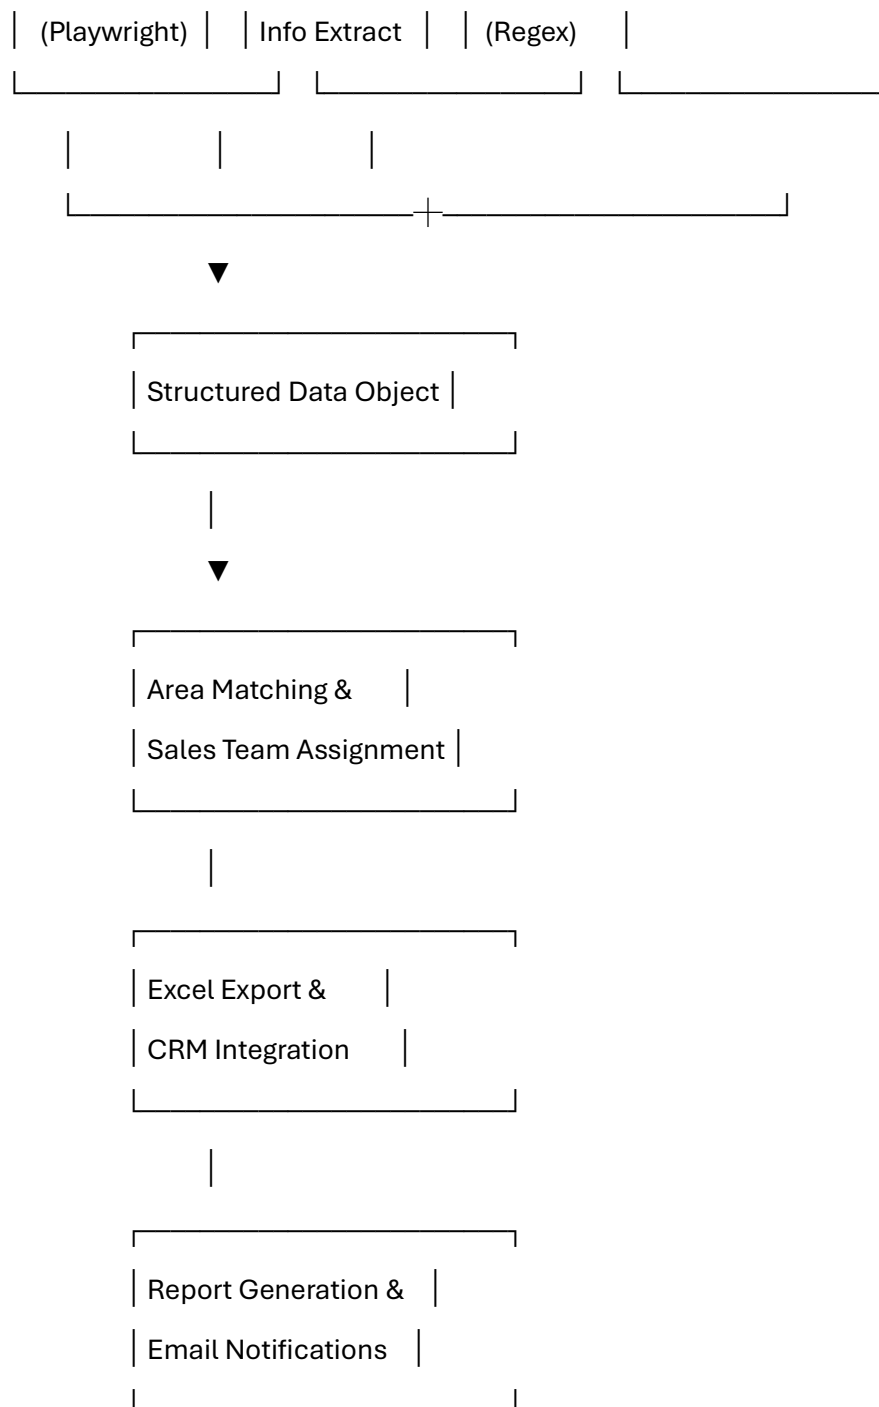 (Playwright) Info Extract (Regex)
Structured Data Object
Area Matching &
Sales Team Assignment
Excel Export &
CRM Integration
Report Generation &
Email Notifications